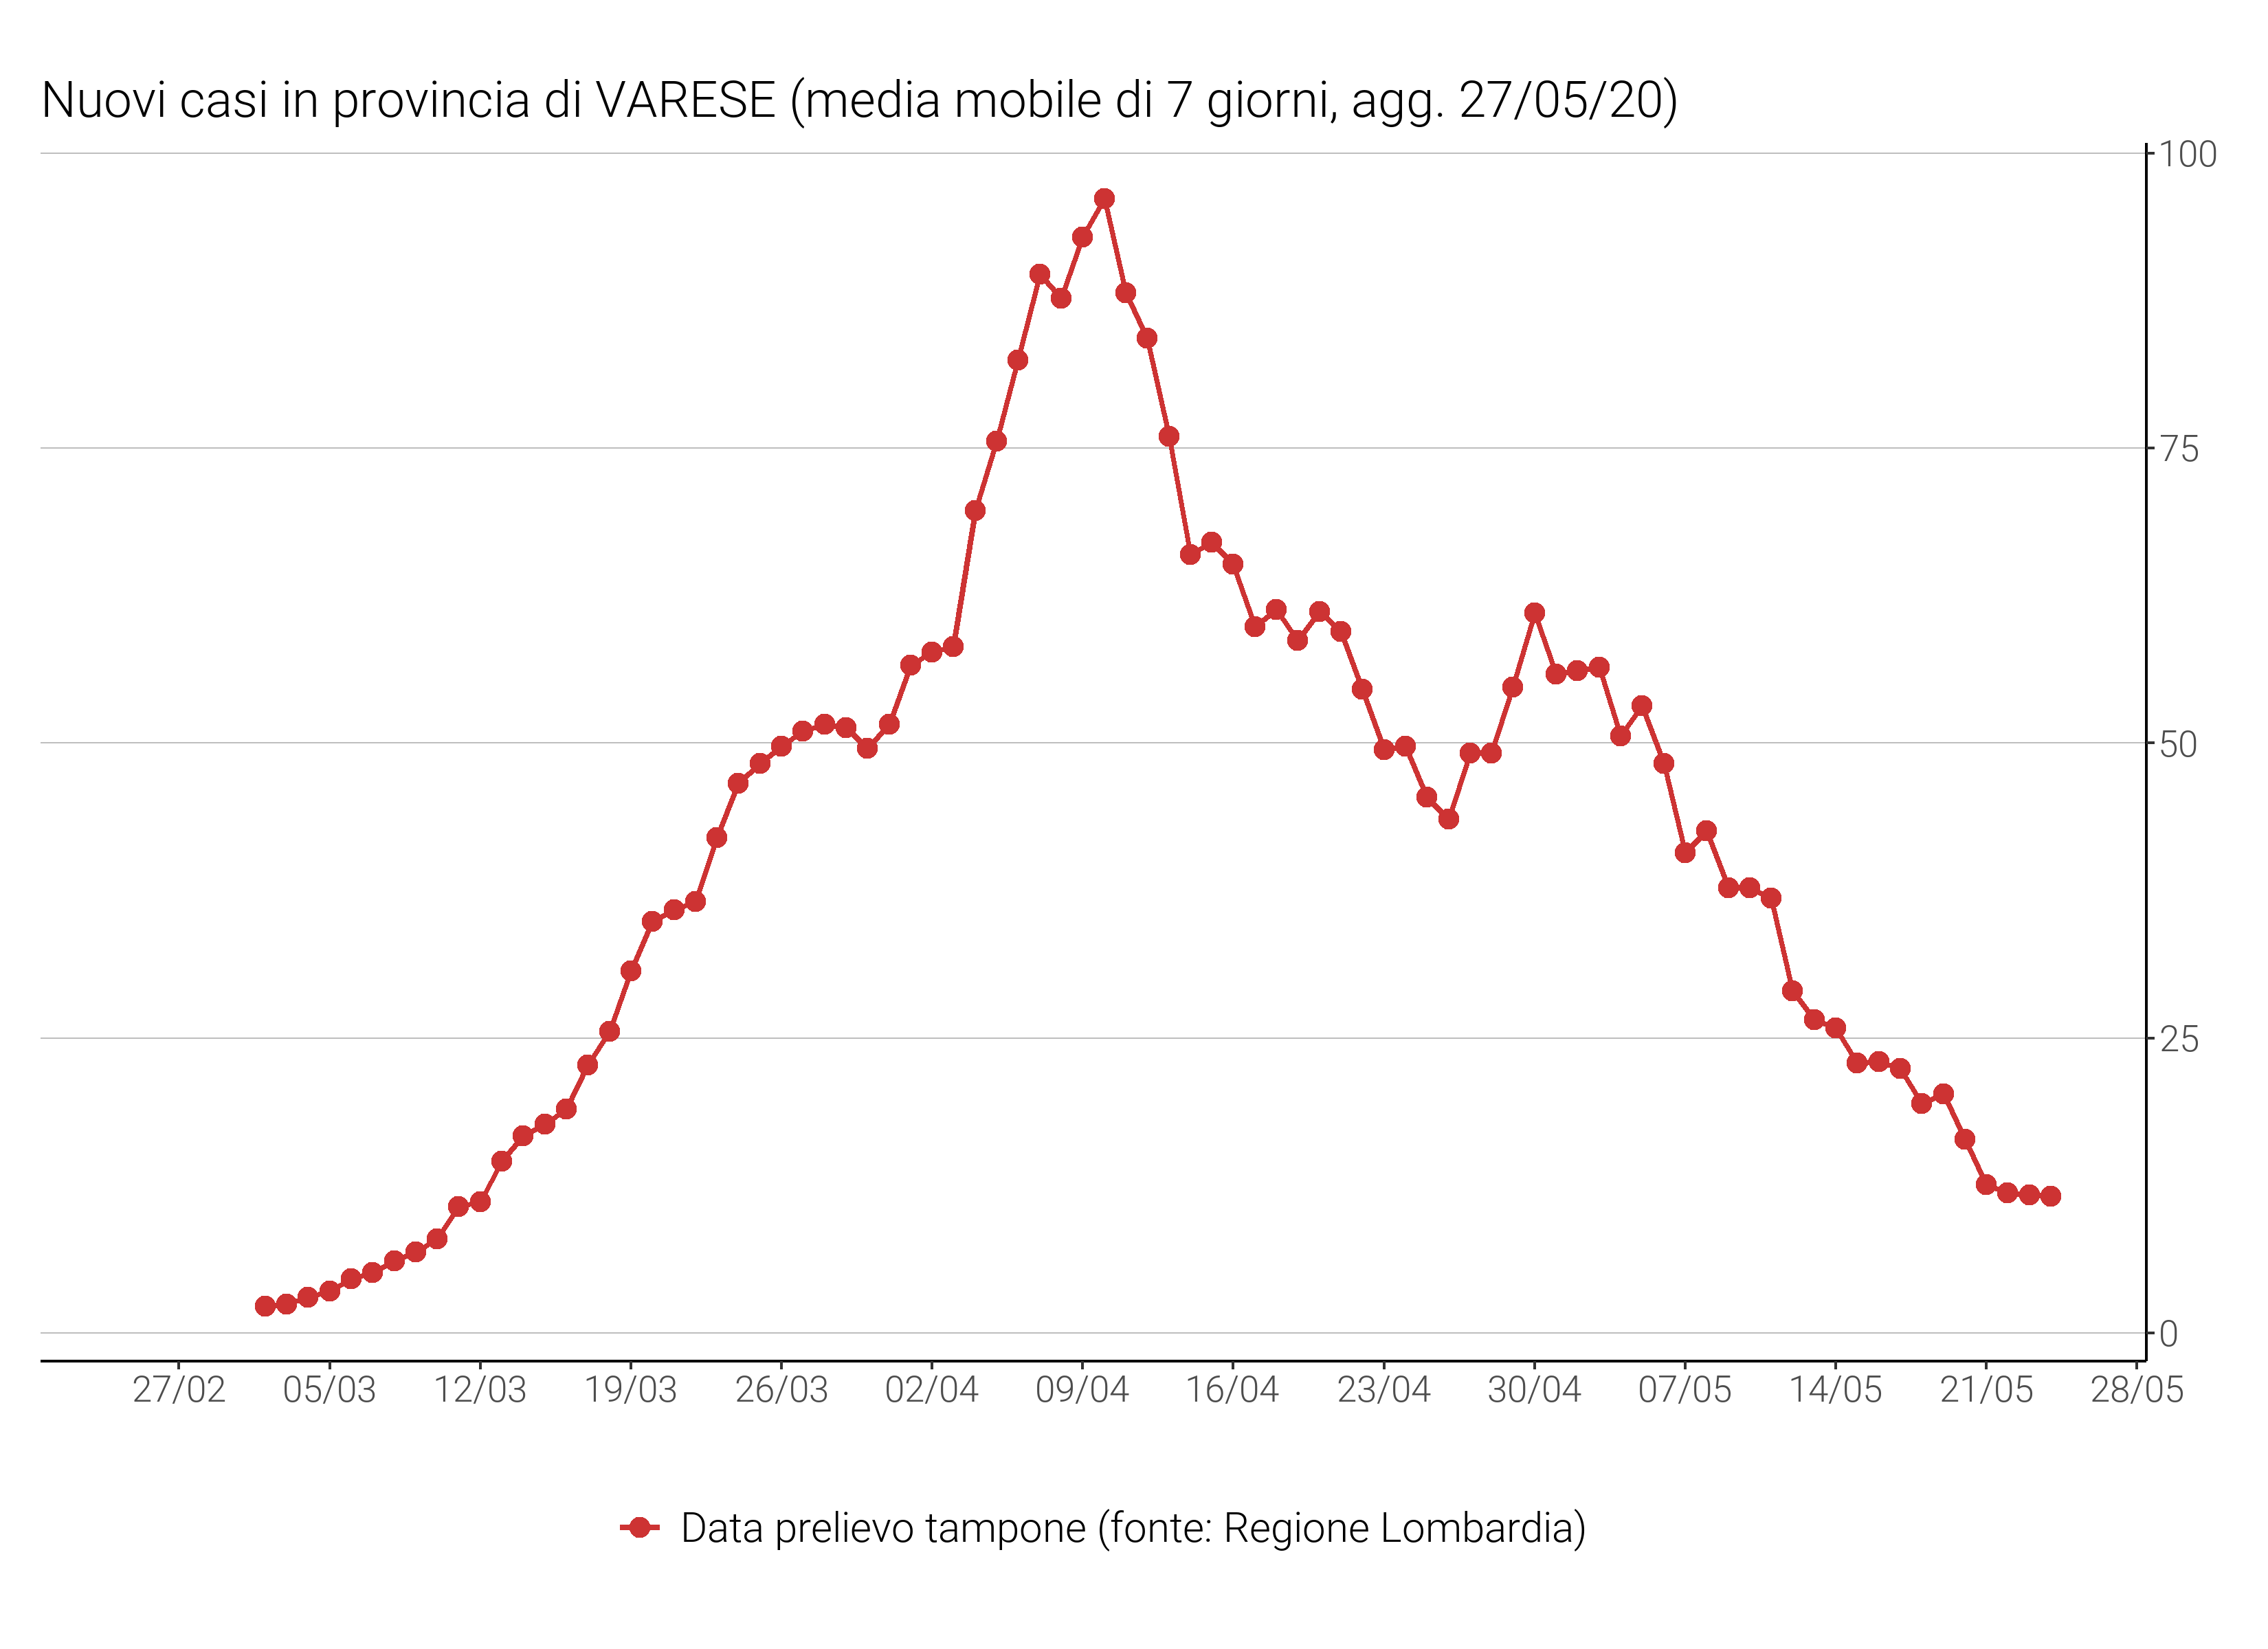 Nuovi casi in provincia di VARESE (media mobile di 7 giorni, agg. 27/05/20)
100
75
50
25
0
27/02 05/03 12/03 19/03 26/03 02/04 09/04 16/04 23/04 30/04 07/05 14/05 21/05 28/05
Data prelievo tampone (fonte: Regione Lombardia)